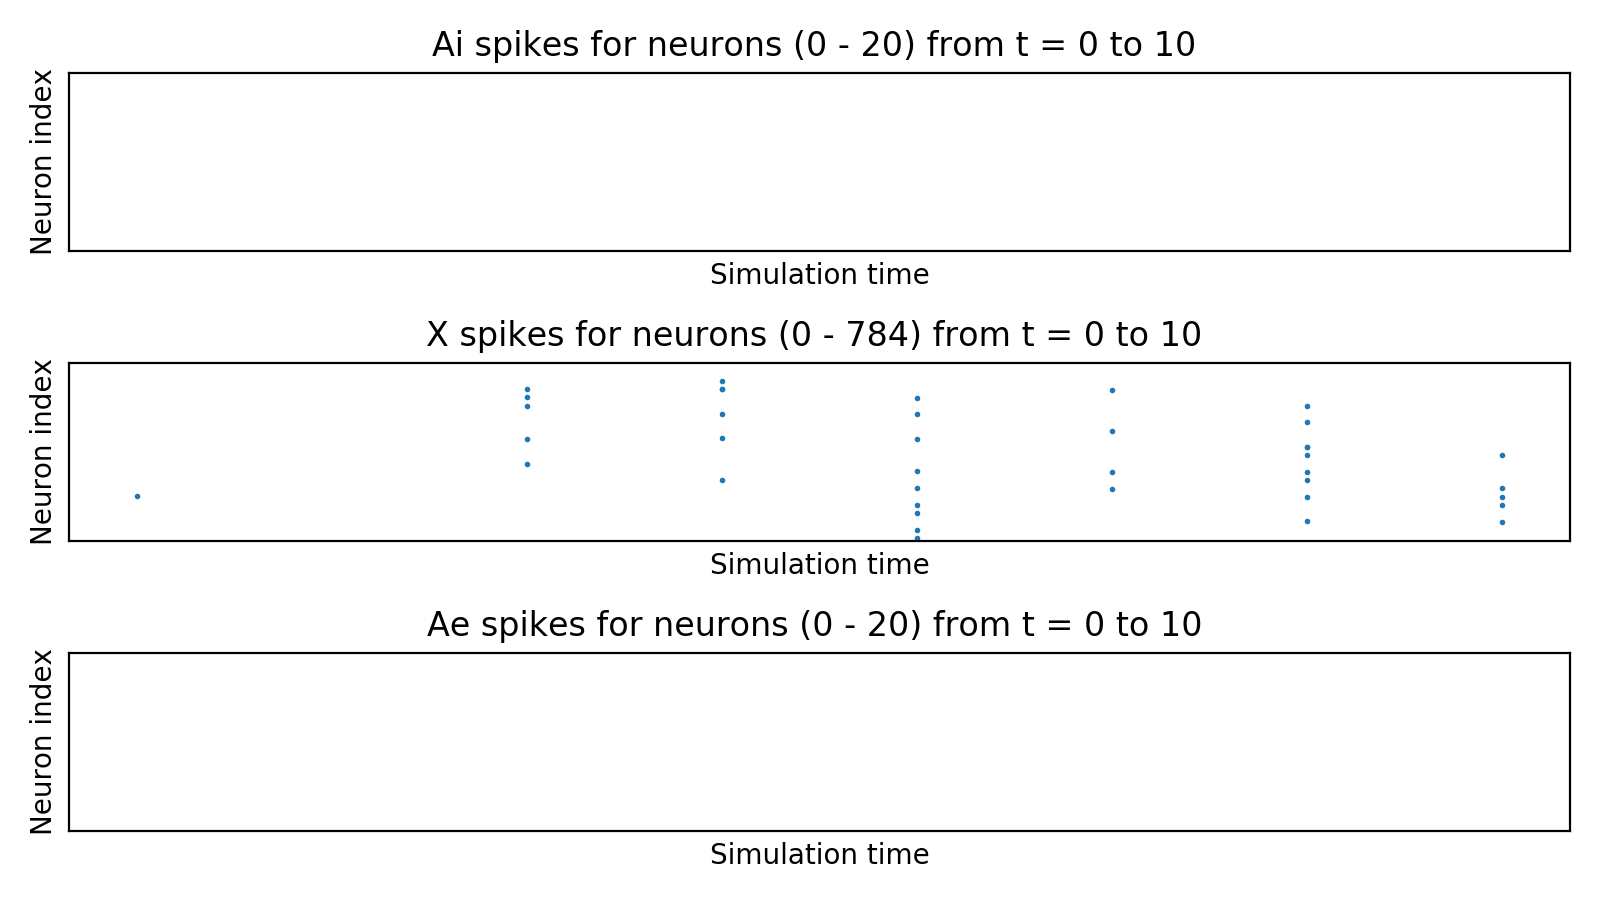 Ai spikes for neurons (0 - 20) from t = 0 to 10
Neuron index
Simulation time
X spikes for neurons (0 - 784) from t = 0 to 10
Neuron index
Simulation time
Ae spikes for neurons (0 - 20) from t = 0 to 10
Neuron index
Simulation time